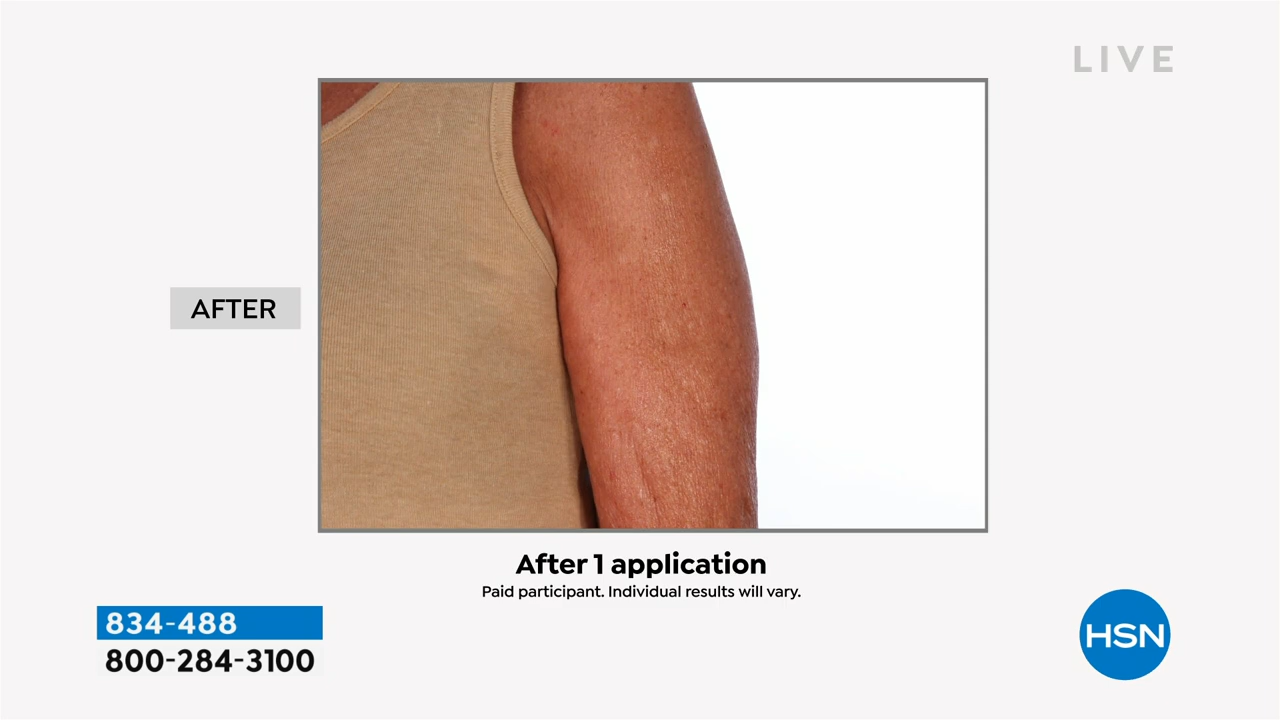 LIVE
AFTER
After 1 application
Paid participant. Individual results will vary.
834-488
800-284-3100
HSN